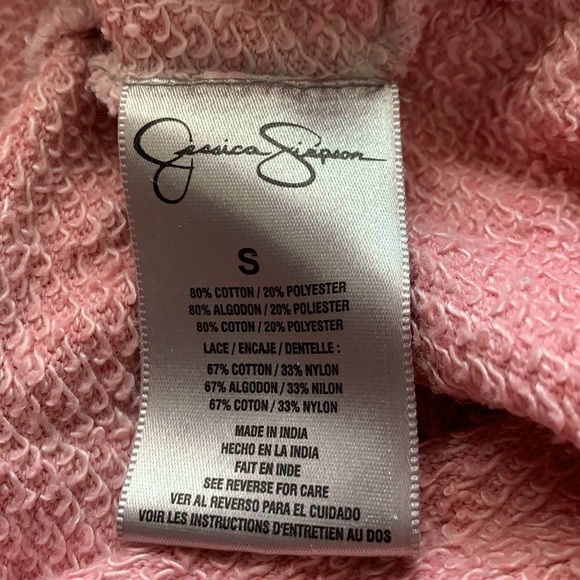 Jessica Simpson
S
80% COTTON / 20% POLYESTER
80% ALGODON / 20% POLIESTER
80% COTON / 20% POLYESTER
LACE / ENCAJE / DENTELLE :
67% COTTON / 33% NYLON
67% ALGODON / 33% NILON
67% COTON / 33% NYLON
MADE IN INDIA
HECHO EN LA INDIA
FAIT EN INDE
SEE REVERSE FOR CARE
VER AL REVERSO PARA EL CUIDADO
VOIR LES INSTRUCTIONS D'ENTRETIEN AU DOS